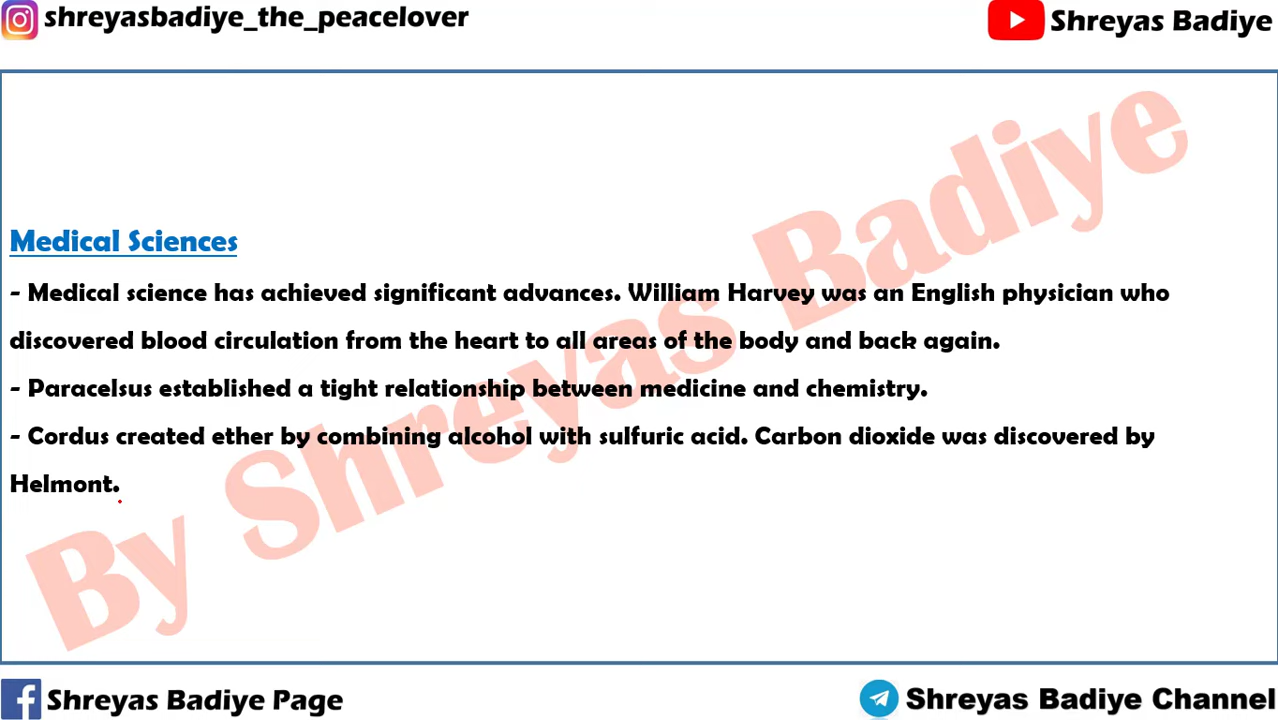 shreyasbadiye_the_peacelover
Shreyas Badiye
By Shreyas Badiye
Medical Sciences
- Medical science has achieved significant advances. William Harvey was an English physician who
discovered blood circulation from the heart to all areas of the body and back again.
- Paracelsus established a tight relationship between medicine and chemistry.
- Cordus created ether by combining alcohol with sulfuric acid. Carbon dioxide was discovered by
Helmont.
Shreyas Badiye Page
Shreyas Badiye Channel